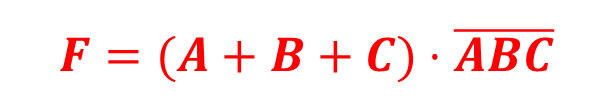 F = (A + B + C) · \overline{ABC}